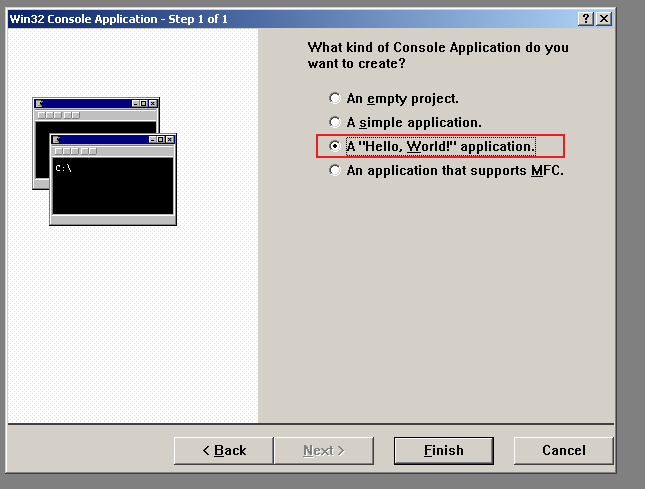 Win32 Console Application - Step 1 of 1
What kind of Console Application do you
want to create?
An empty project.
A simple application.
A "Hello, World!" application.
An application that supports MFC.
C:\
< Back
Next >
Finish
Cancel